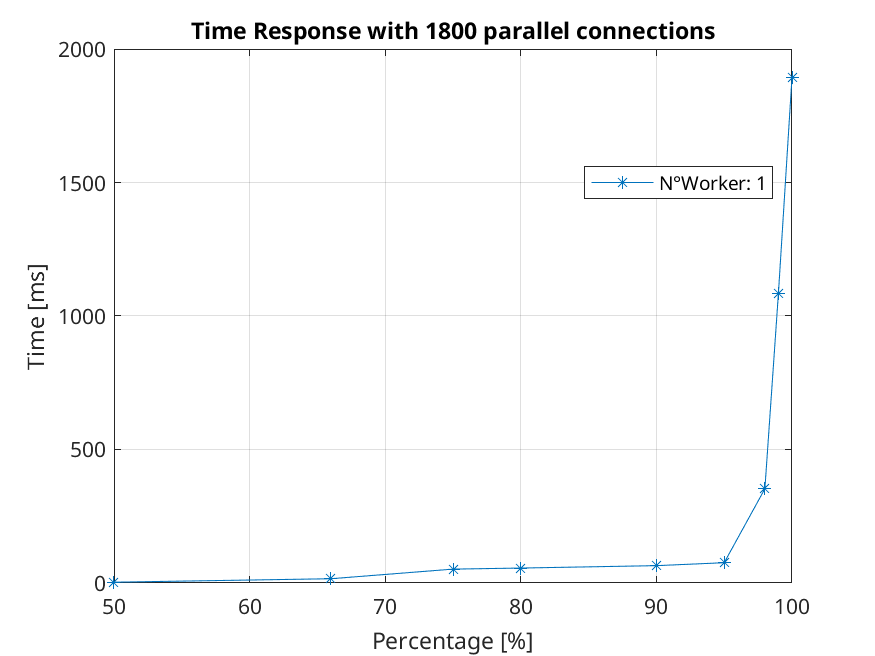 Time Response with 1800 parallel connections
2000
1500
1000
500
0
Time [ms]
N°Worker: 1
50 60 70 80 90 100
Percentage [%]